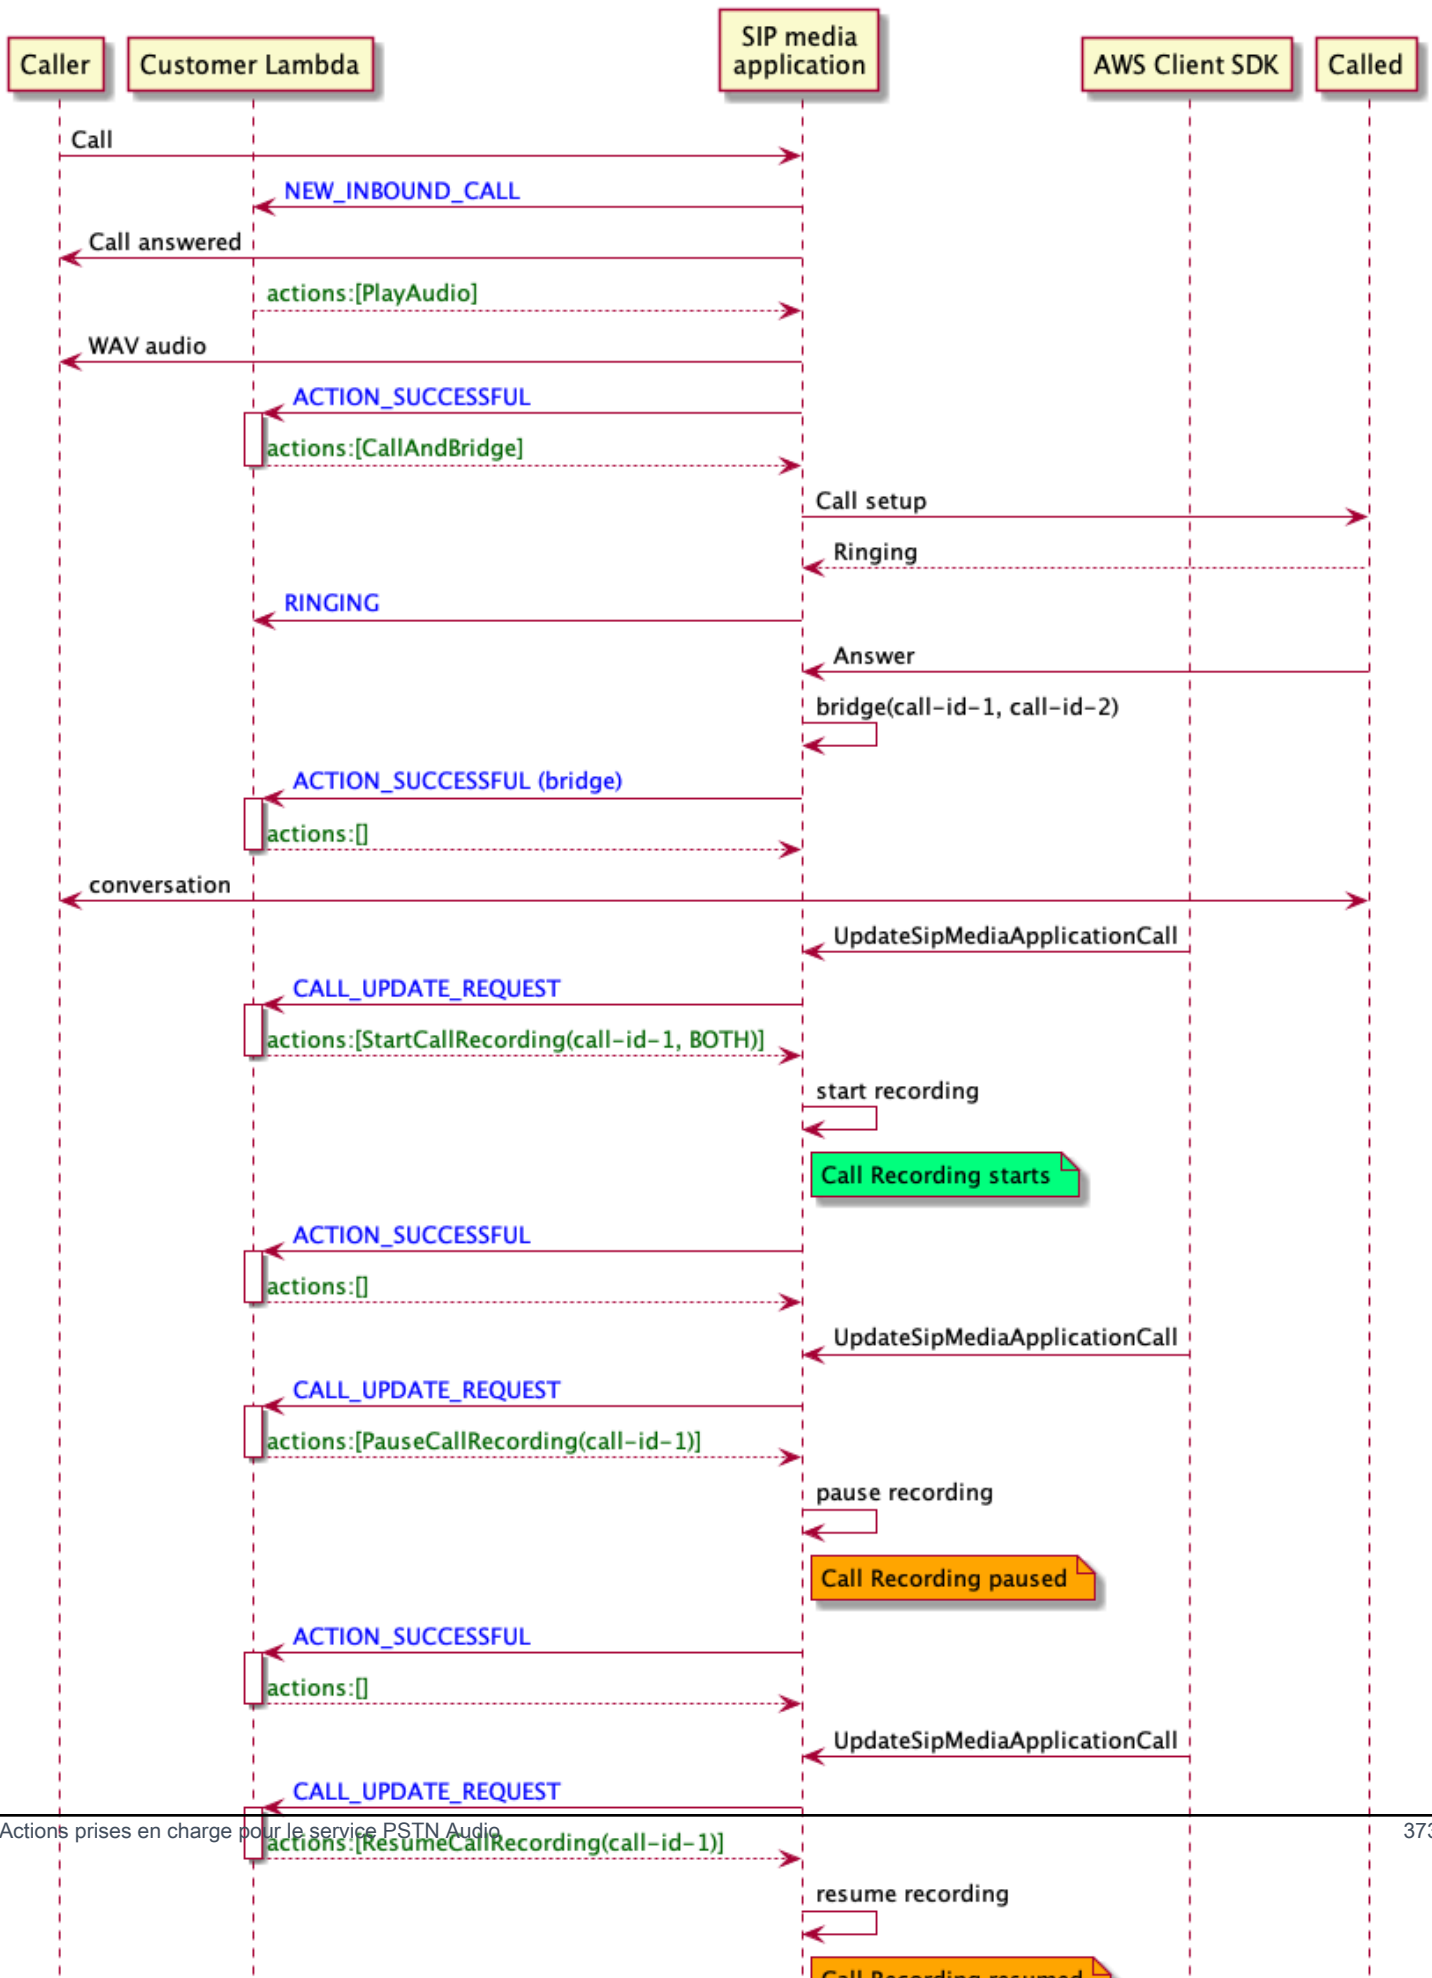 Caller
Customer Lambda
SIP media
application
AWS Client SDK
Called
Call
NEW_INBOUND_CALL
Call answered
actions:[PlayAudio]
WAV audio
ACTION_SUCCESSFUL
actions:[CallAndBridge]
Call setup
Ringing
RINGING
Answer
bridge(call-id-1, call-id-2)
ACTION_SUCCESSFUL (bridge)
actions:[]
conversation
UpdateSipMediaApplicationCall
CALL_UPDATE_REQUEST
actions:[StartCallRecording(call-id-1, BOTH)]
start recording
Call Recording starts
ACTION_SUCCESSFUL
actions:[]
UpdateSipMediaApplicationCall
CALL_UPDATE_REQUEST
actions:[PauseCallRecording(call-id-1)]
pause recording
Call Recording paused
ACTION_SUCCESSFUL
actions:[]
UpdateSipMediaApplicationCall
CALL_UPDATE_REQUEST
Actions prises en charge pour le service PSTN Audio
373
actions:[ResumeCallRecording(call-id-1)]
resume recording
Call Recording resumed